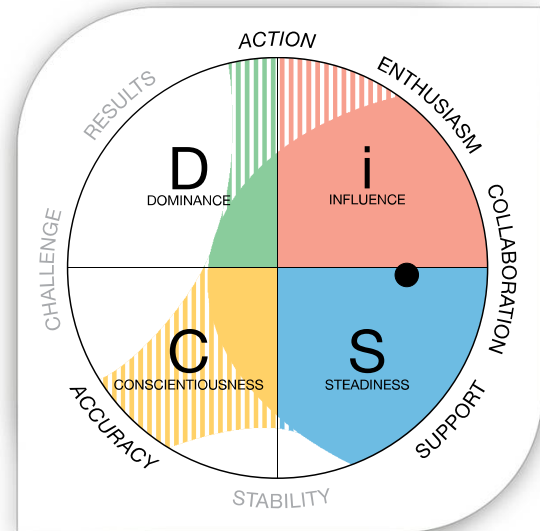 ACTION
RESULTS
ENTHUSIASM
D
DOMINANCE
i
INFLUENCE
CHALLENGE
COLLABORATION
C
CONSCIENTIOUSNESS
S
STEADINESS
ACCURACY
SUPPORT
STABILITY